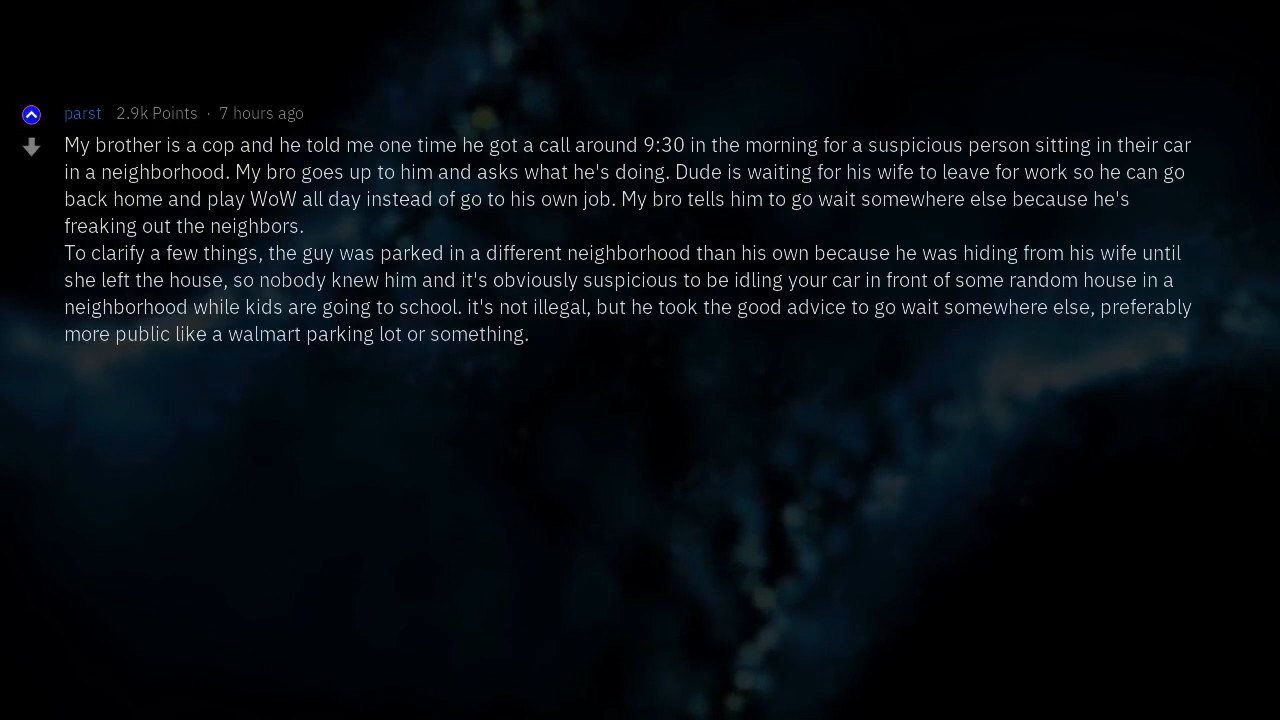 parst 2.9k Points · 7 hours ago
My brother is a cop and he told me one time he got a call around 9:30 in the morning for a suspicious person sitting in their car
in a neighborhood. My bro goes up to him and asks what he's doing. Dude is waiting for his wife to leave for work so he can go
back home and play WoW all day instead of go to his own job. My bro tells him to go wait somewhere else because he's
freaking out the neighbors.
To clarify a few things, the guy was parked in a different neighborhood than his own because he was hiding from his wife until
she left the house, so nobody knew him and it's obviously suspicious to be idling your car in front of some random house in a
neighborhood while kids are going to school. it's not illegal, but he took the good advice to go wait somewhere else, preferably
more public like a walmart parking lot or something.